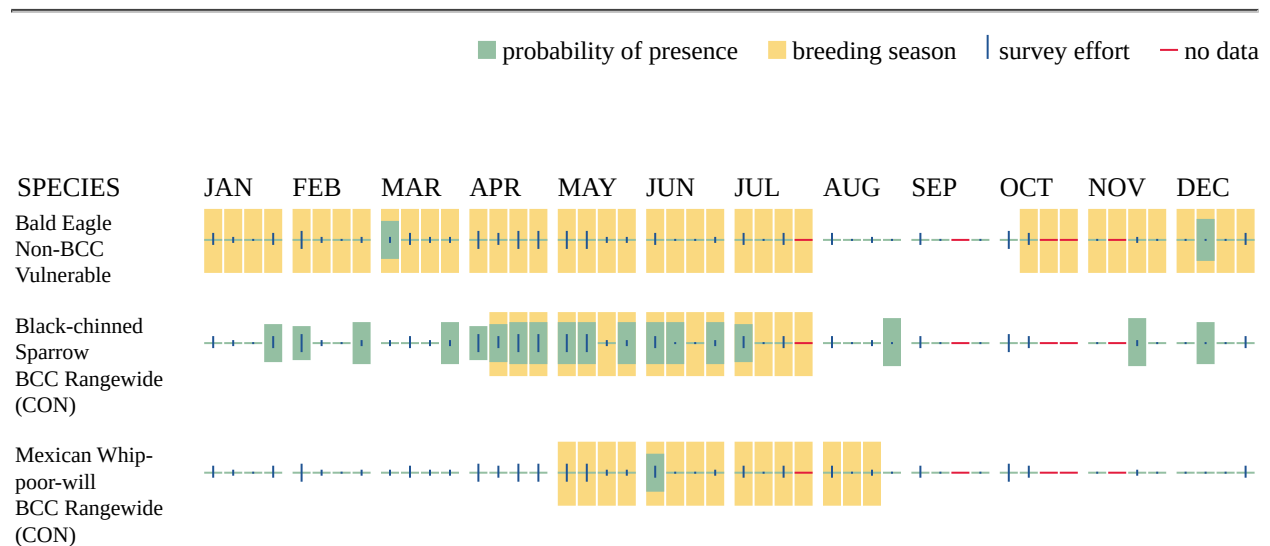 probability of presence breeding season survey effort no data
SPECIES JAN FEB MAR APR MAY JUN JUL AUG SEP OCT NOV DEC
Bald Eagle
Non-BCC
Vulnerable
Black-chinned
Sparrow
BCC Rangewide
(CON)
Mexican Whip-
poor-will
BCC Rangewide
(CON)